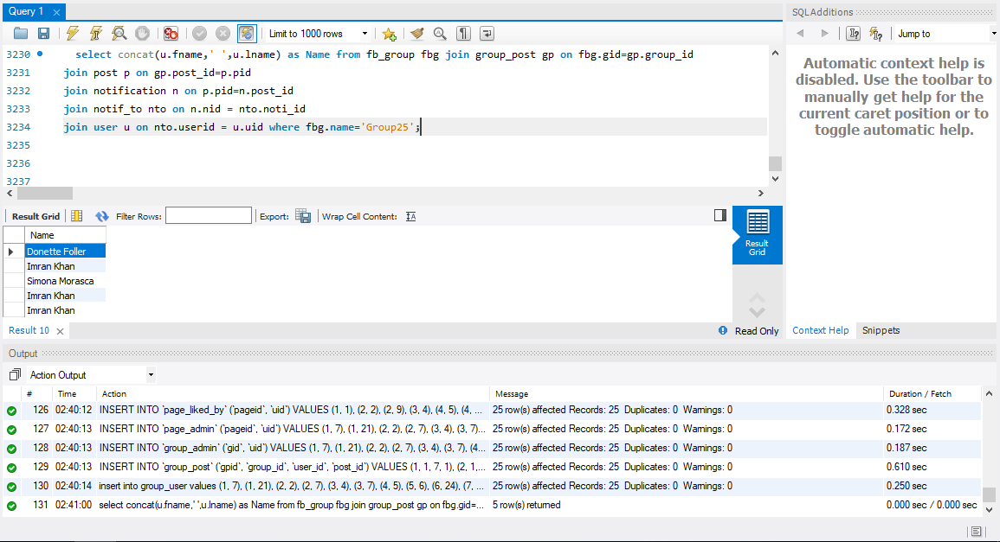 Query 1
Limit to 1000 rows
3230 select concat(u.fname,' ',u.lname) as Name from fb_group fbg join group_post gp on fbg.gid=gp.group_id
3231 join post p on gp.post_id=p.pid
3232 join notification n on p.pid=n.post_id
3233 join notif_to nto on n.nid = nto.noti_id
3234 join user u on nto.userid = u.uid where fbg.name='Group25';
3235
3236
3237
SQLAdditions
Jump to
Automatic context help is
disabled. Use the toolbar to
manually get help for the
current caret position or to
toggle automatic help.
Result Grid Filter Rows: Export: Wrap Cell Content:
Name
Donette Foller
Imran Khan
Simona Morasca
Imran Khan
Imran Khan
Result
Grid
Result 10 Read Only Context Help Snippets
Output
Action Output
# Time Action Message Duration / Fetch
126 02:40:12 INSERT INTO `page_liked_by` (`pageid`, `uid`) VALUES (1, 1), (2, 2), (2, 9), (3, 4), (4, 5), (4, ... 25 row(s) affected Records: 25 Duplicates: 0 Warnings: 0 0.328 sec
127 02:40:13 INSERT INTO `page_admin` (`pageid`, `uid`) VALUES (1, 7), (1, 21), (2, 2), (2, 7), (3, 4), (3, 7)... 25 row(s) affected Records: 25 Duplicates: 0 Warnings: 0 0.172 sec
128 02:40:13 INSERT INTO `group_admin` (`gid`, `uid`) VALUES (1, 7), (1, 21), (2, 2), (2, 7), (3, 4), (3, 7), (4... 25 row(s) affected Records: 25 Duplicates: 0 Warnings: 0 0.187 sec
129 02:40:13 INSERT INTO `group_post` (`gpid`, `group_id`, `user_id`, `post_id`) VALUES (1, 1, 7, 1), (2, 1,... 25 row(s) affected Records: 25 Duplicates: 0 Warnings: 0 0.610 sec
130 02:40:14 insert into group_user values (1, 7), (1, 21), (2, 2), (2, 7), (3, 4), (3, 7), (4, 5), (5, 6), (6, 24), (7, ... 25 row(s) affected Records: 25 Duplicates: 0 Warnings: 0 0.250 sec
131 02:41:00 select concat(u.fname,' ',u.lname) as Name from fb_group fbg join group_post gp on fbg.gid=... 5 row(s) returned 0.000 sec / 0.000 sec